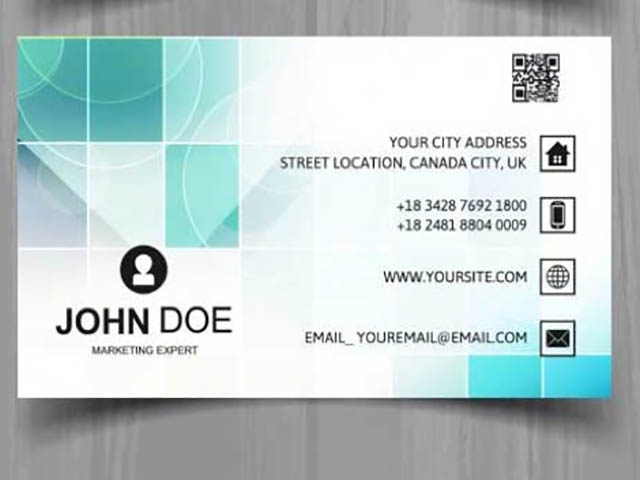 YOUR CITY ADDRESS
STREET LOCATION, CANADA CITY, UK
+18 3428 7692 1800
+18 2481 8804 0009
WWW.YOURSITE.COM
EMAIL_ YOUREMAIL@EMAIL.COM
JOHN DOE
MARKETING EXPERT